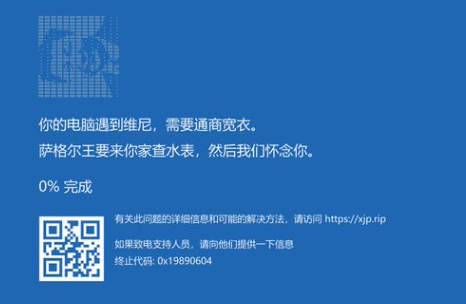 你的电脑遇到维尼，需要通商宽衣。
萨格尔王要来你家查水表，然后我们怀念你。
0% 完成
有关此问题的详细信息和可能的解决方法，请访问 https://xjp.rip
如果致电支持人员，请向他们提供一下信息
终止代码: 0x19890604